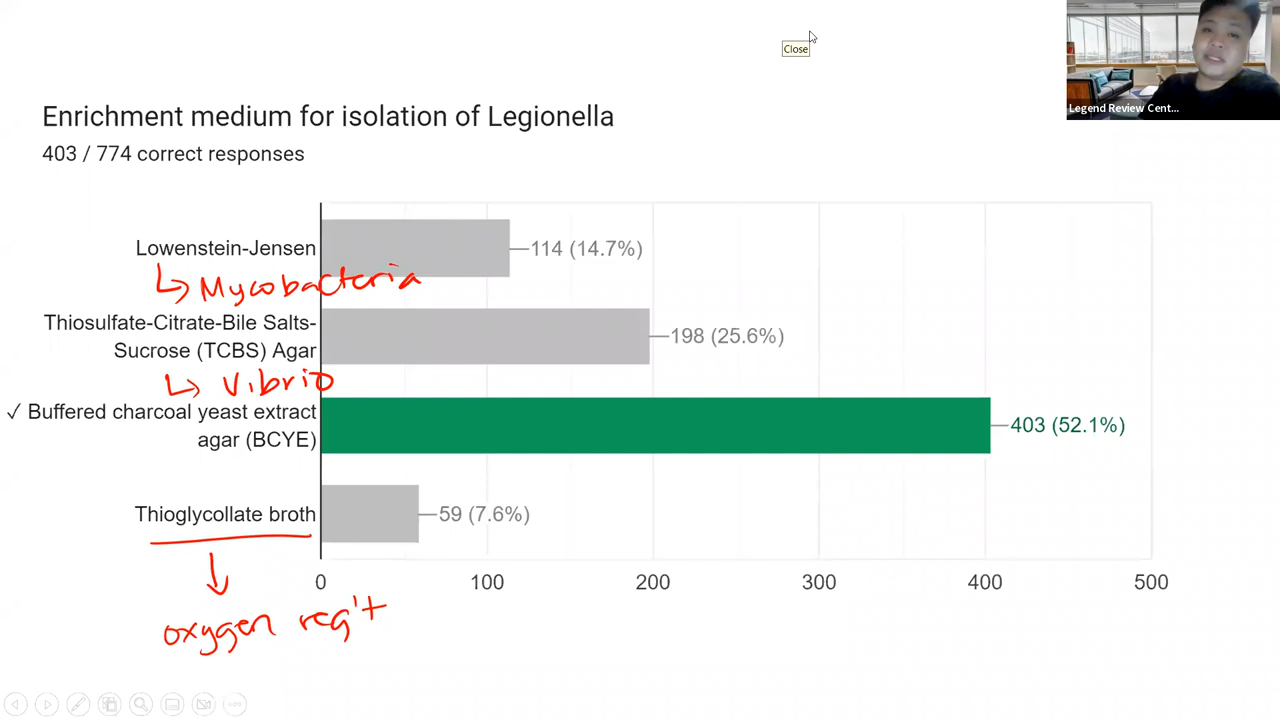 Close
Legend Review Cent...
Enrichment medium for isolation of Legionella
403 / 774 correct responses
Lowenstein-Jensen
114 (14.7%)
↳ Mycobacteria
Thiosulfate-Citrate-Bile Salts-
Sucrose (TCBS) Agar
198 (25.6%)
↳ Vibrio
✓ Buffered charcoal yeast extract
agar (BCYE)
403 (52.1%)
Thioglycollate broth
59 (7.6%)
0 100 200 300 400 500
oxygen req't